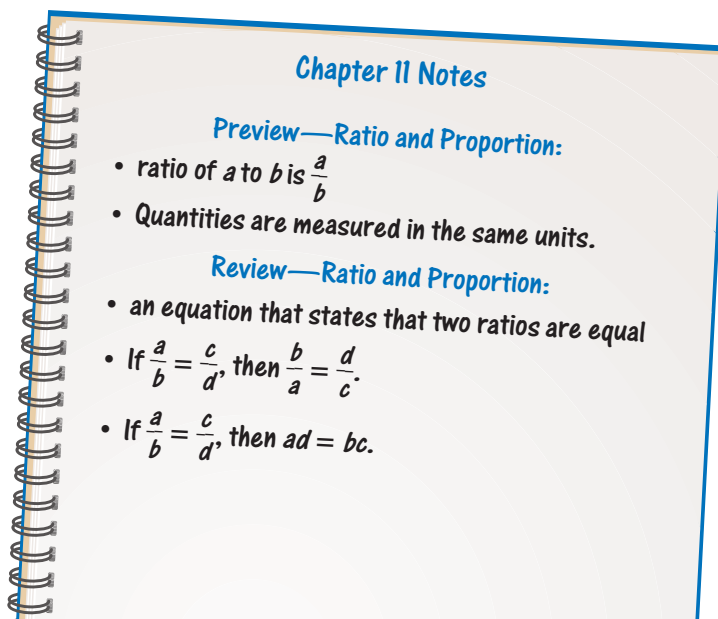 Chapter 11 Notes
Preview—Ratio and Proportion:
• ratio of a to b is a/b
• Quantities are measured in the same units.
Review—Ratio and Proportion:
• an equation that states that two ratios are equal
• If a/b = c/d, then b/a = d/c.
• If a/b = c/d, then ad = bc.